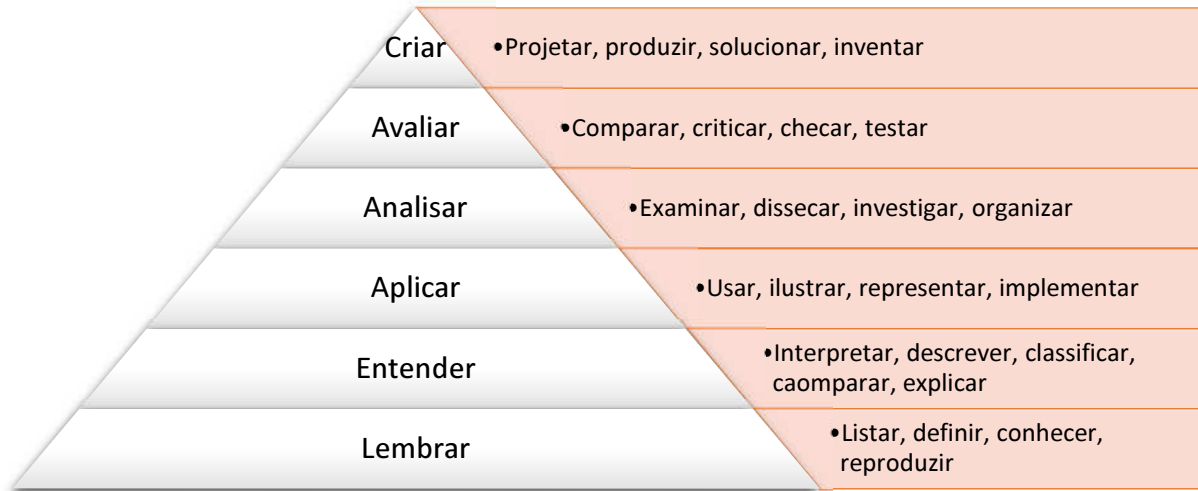 Criar
•Projetar, produzir, solucionar, inventar
Avaliar
•Comparar, criticar, checar, testar
Analisar
•Examinar, dissecar, investigar, organizar
Aplicar
•Usar, ilustrar, representar, implementar
Entender
•Interpretar, descrever, classificar,
caomparar, explicar
Lembrar
•Listar, definir, conhecer,
reproduzir